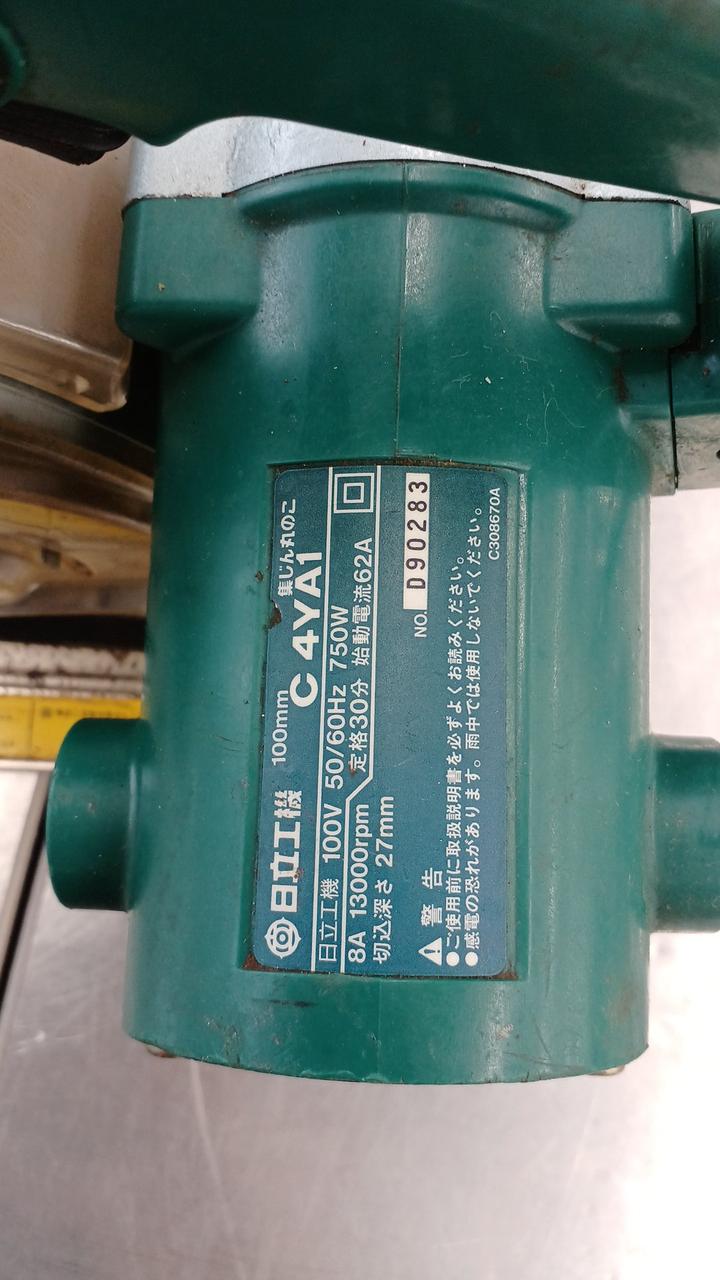 日立工機 100mm 集じん丸のこ
C 4YA1
日立工機 100V 50/60Hz 750W
8A 13000rpm 定格30分 始動電流62A
切込深さ 27mm
NO. D90283
警告
●ご使用前に取扱説明書を必ずよくお読みください。
●感電の恐れがあります。雨中では使用しないでください。
C308670A